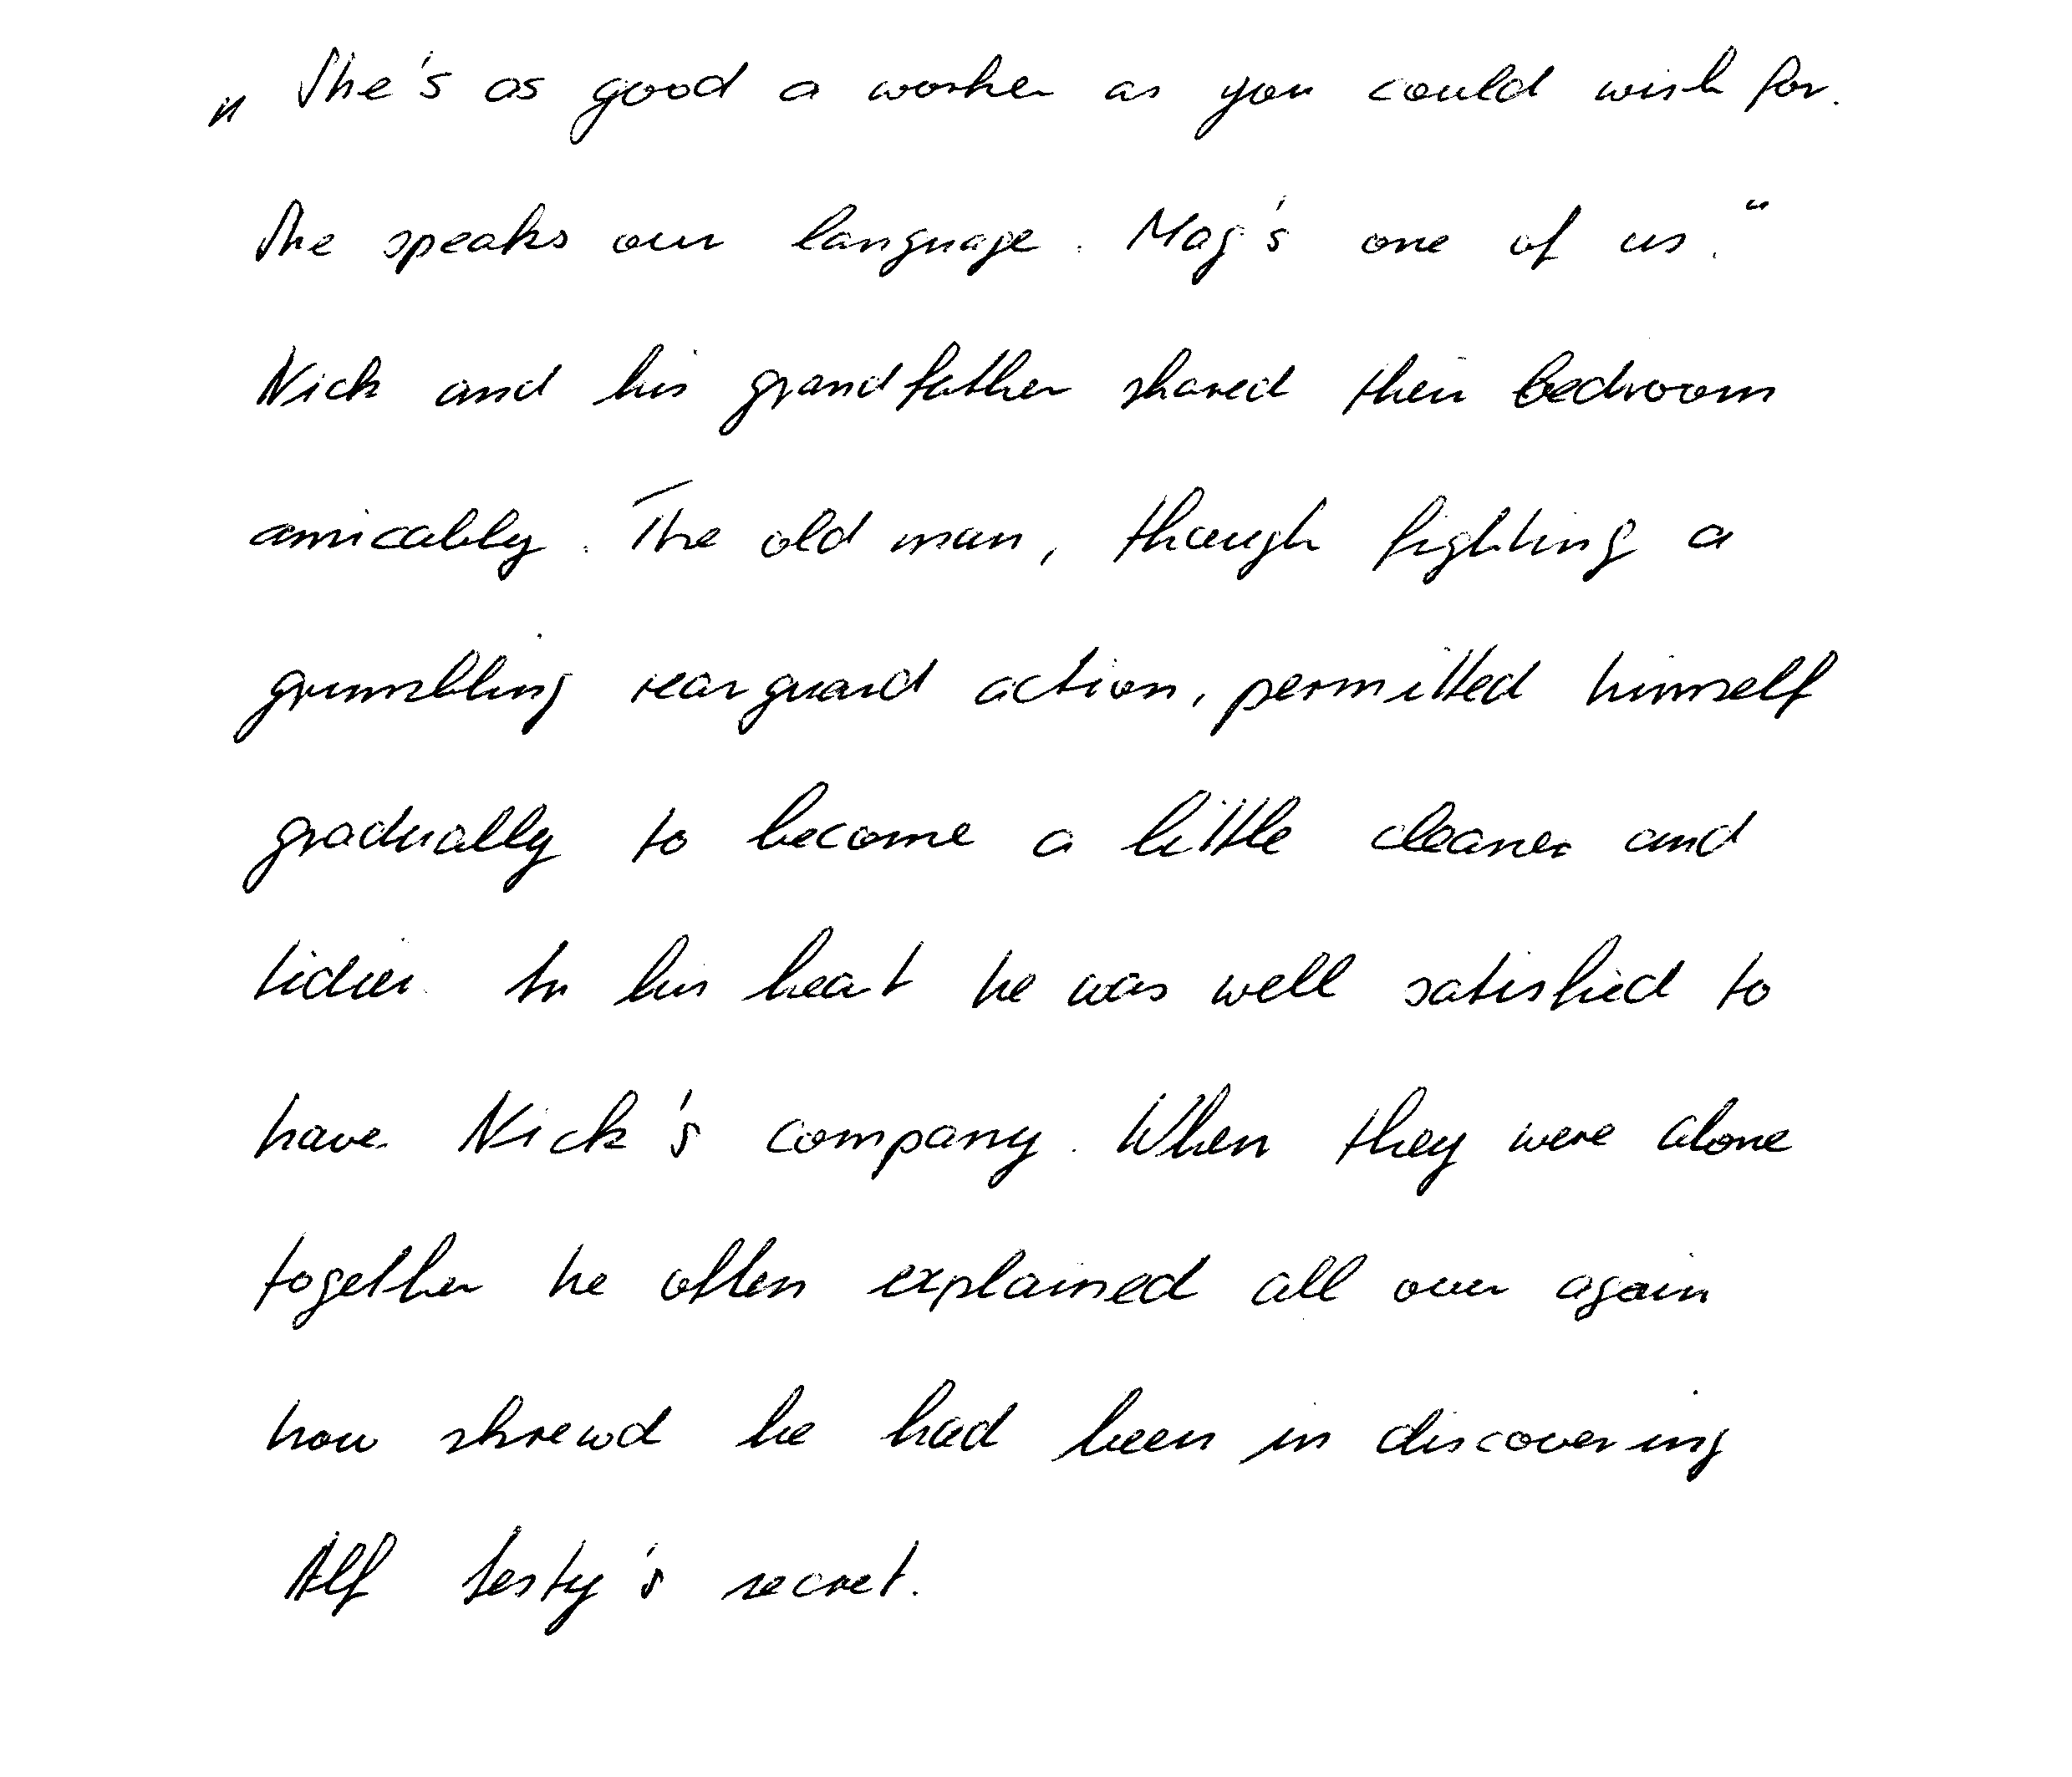 „ She's as good a worker as you could wish for.
She speaks our language. Mag's one of us.“
Nick and his grandfather shared their bedroom
amicably. The old man, though fighting a
grumbling rearguard action, permitted himself
gradually to become a little cleaner and
tidier. In his heart he was well satisfied to
have Nick's company. When they were alone
together he often explained all over again
how shrewd he had been in discovering
Alf secret.